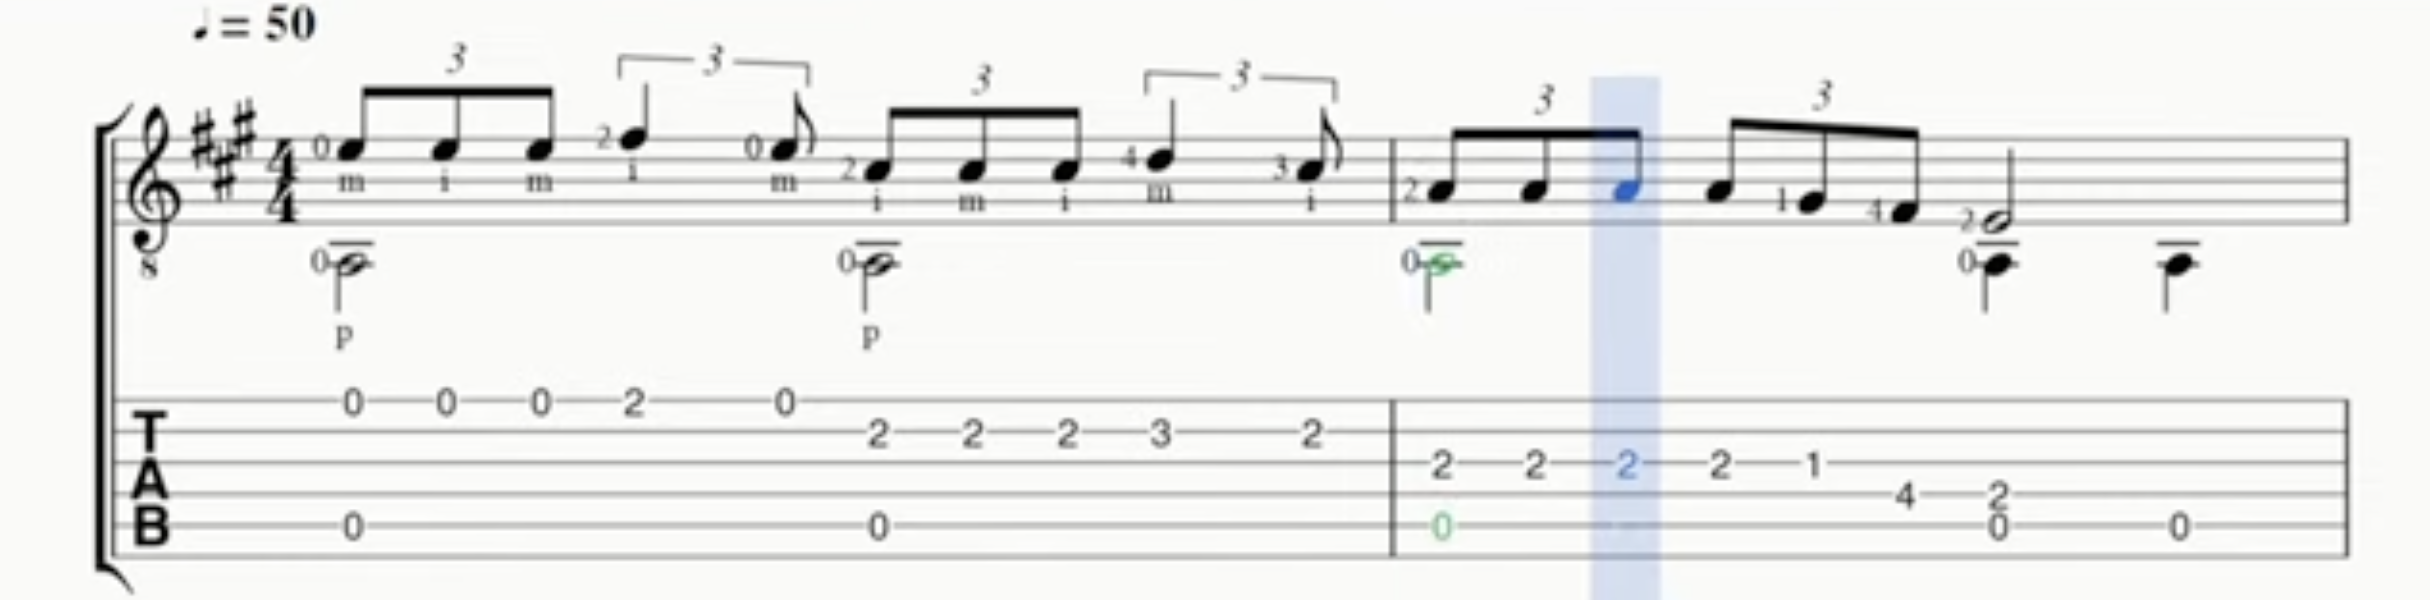 ♩ = 50
3 3 3 3 3 3
0 2 0 2 4 3 2 1 4 2
m i m i m i m i m i
4
4
8
0 0 0 0
p p
0 0 0 2 0
T 2 2 2 3 2
2 2 2 2 1
A 4 2
B 0 0 0 0 0